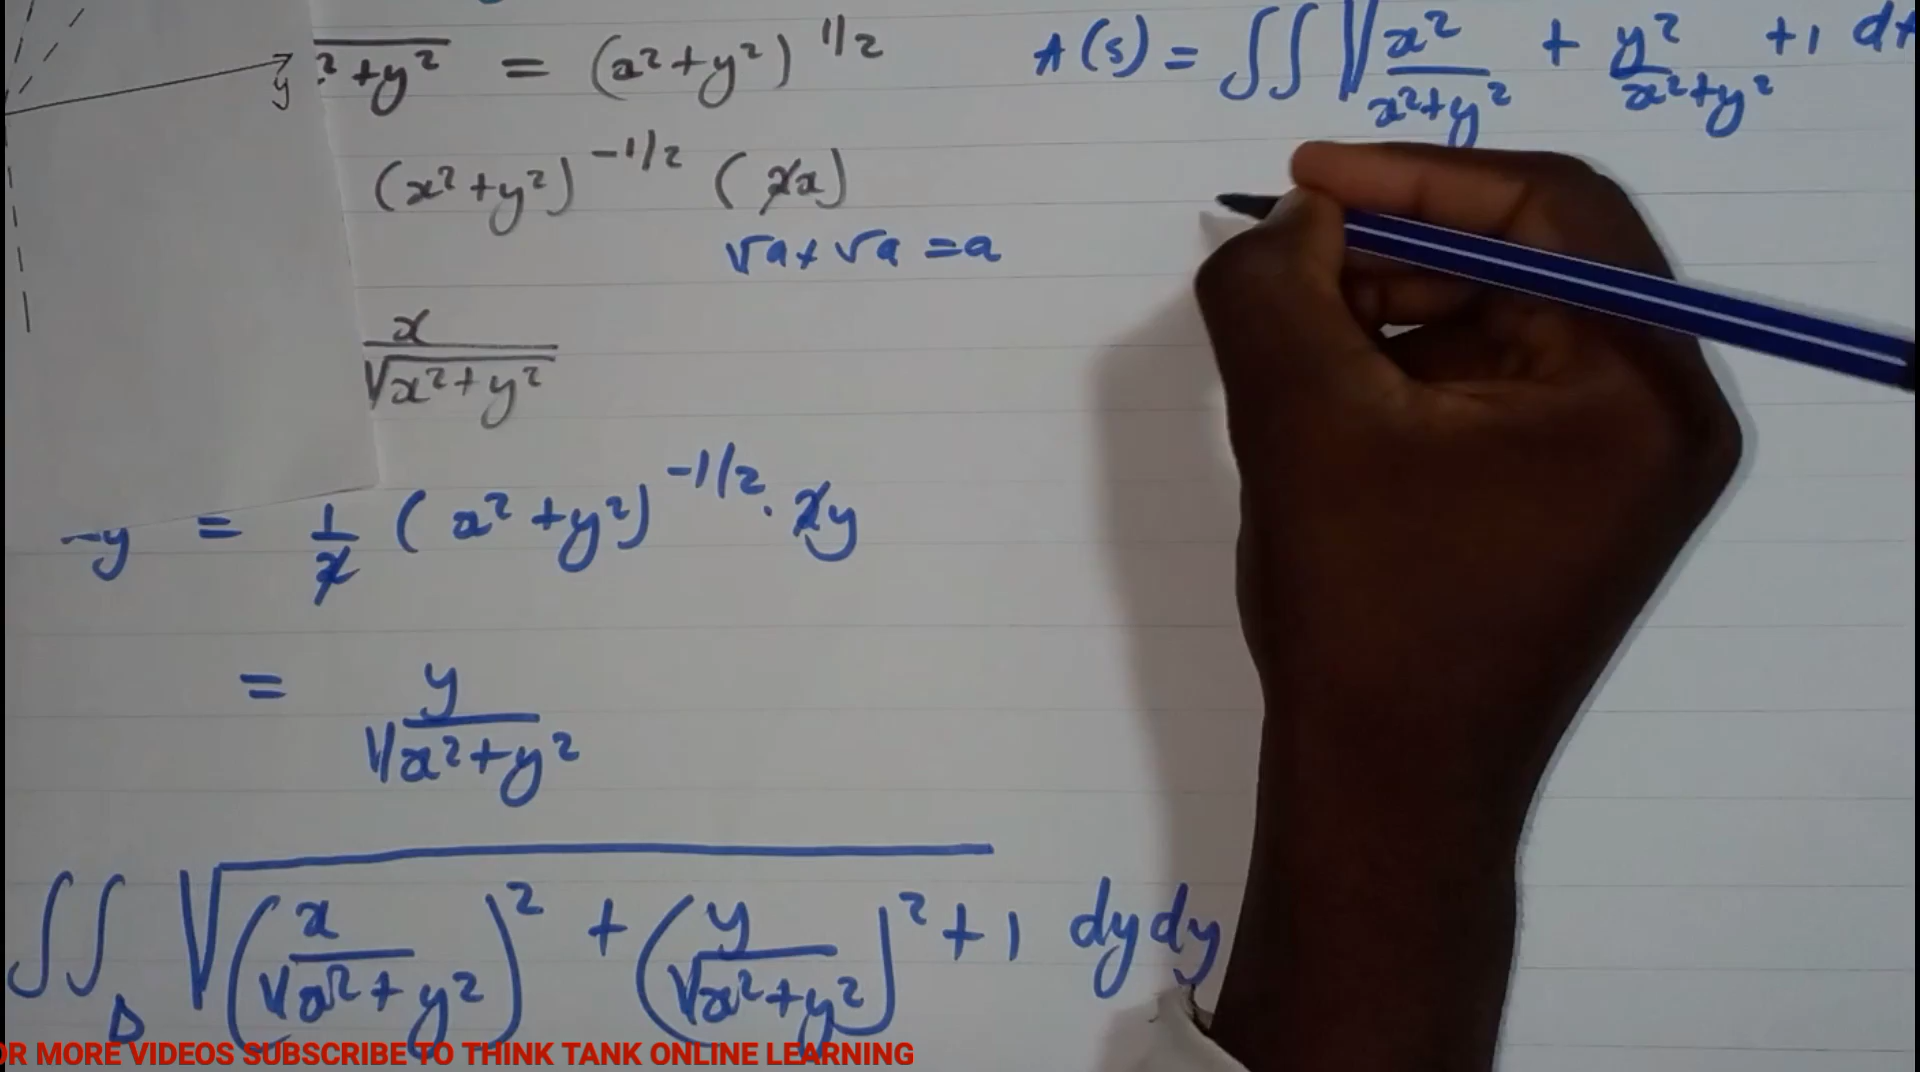 y
² + y² = (x² + y²)^1/2
(x² + y²)^-1/2 (2x)
√a × √a = a
x / √(x² + y²)
-y = 1/2 (x² + y²)^-1/2 . 2y
= y / √(x² + y²)
∫∫_D √((x / √(x² + y²))² + (y / √(x² + y²))² + 1) dy dy
A(s) = ∫∫ √ x² / (x² + y²) + y² / (x² + y²) + 1 d
OR MORE VIDEOS SUBSCRIBE TO THINK TANK ONLINE LEARNING